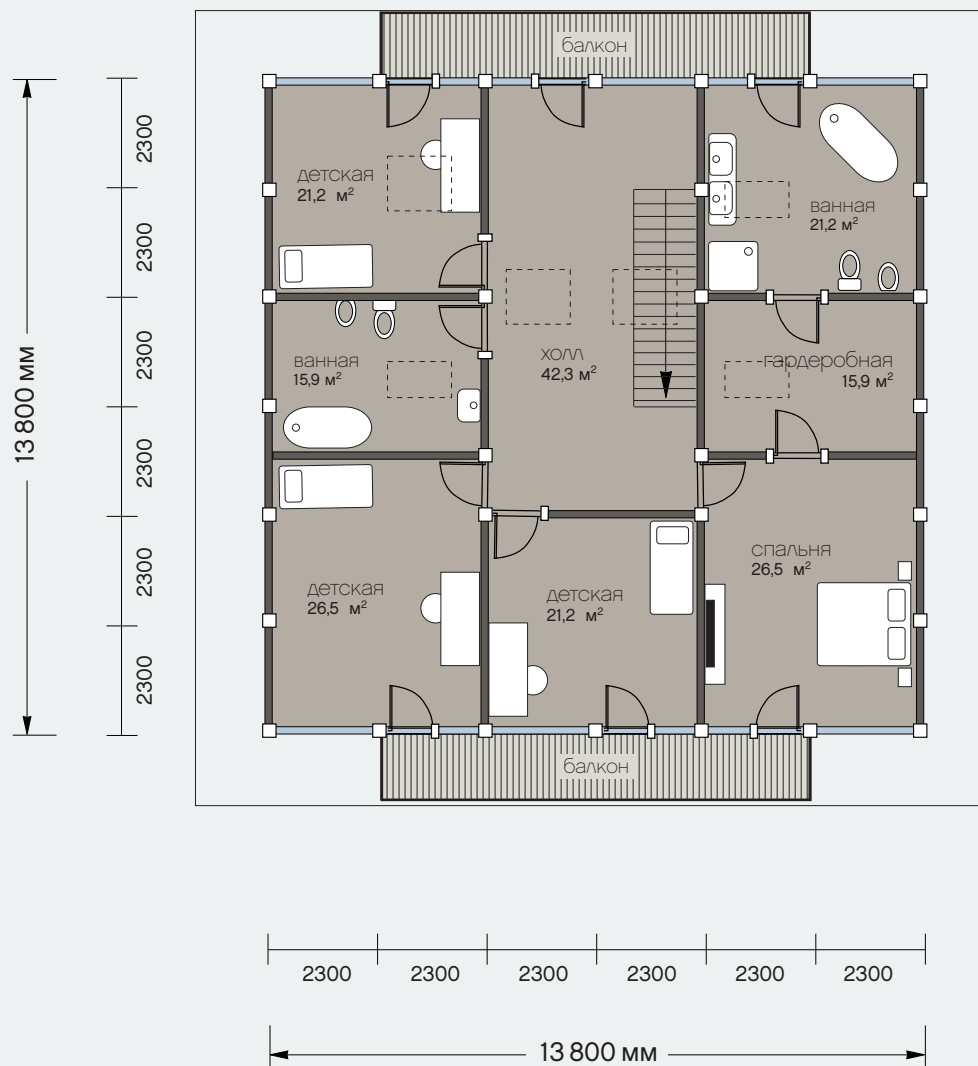 балкон
2300
2300
2300
2300
2300
2300
13 800 мм
детская
21,2 м²
ванная
21,2 м²
ванная
15,9 м²
холл
42,3 м²
гардеробная
15,9 м²
детская
26,5 м²
детская
21,2 м²
спальня
26,5 м²
балкон
2300
2300
2300
2300
2300
2300
13 800 мм